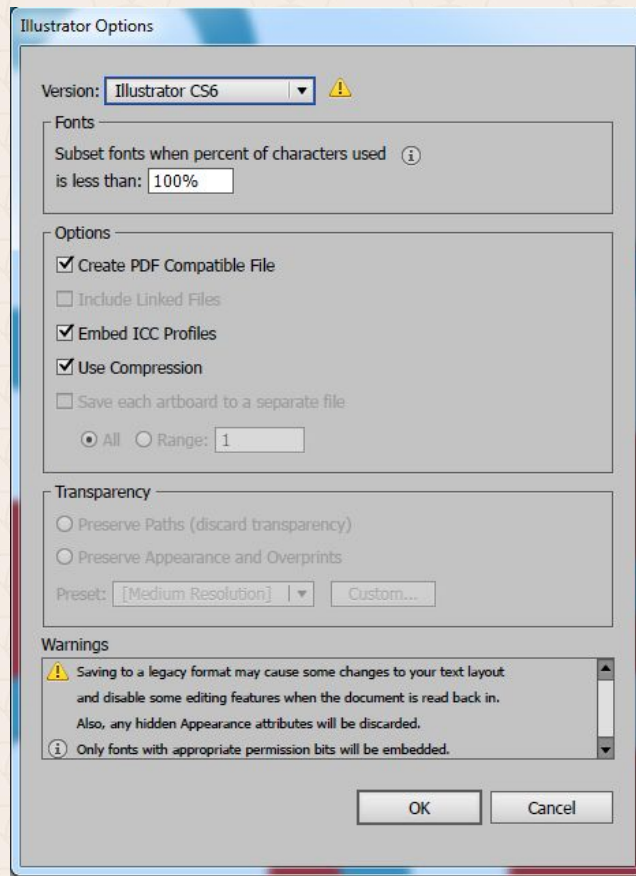 Illustrator Options
Version: Illustrator CS6
Fonts
Subset fonts when percent of characters used
is less than: 100%
Options
Create PDF Compatible File
Include Linked Files
Embed ICC Profiles
Use Compression
Save each artboard to a separate file
All Range: 1
Transparency
Preserve Paths (discard transparency)
Preserve Appearance and Overprints
Preset: [Medium Resolution] Custom...
Warnings
Saving to a legacy format may cause some changes to your text layout
and disable some editing features when the document is read back in.
Also, any hidden Appearance attributes will be discarded.
Only fonts with appropriate permission bits will be embedded.
OK Cancel